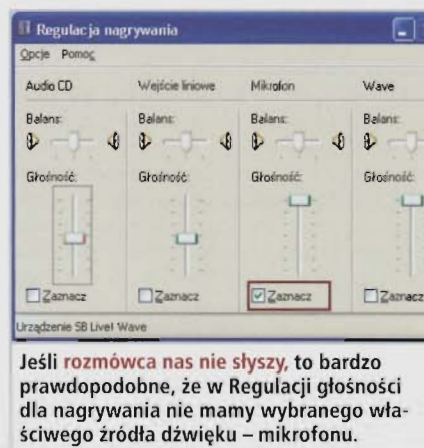 Regulacja nagrywania
Opcje Pomoc
Audio CD Wejście liniowe Mikrofon Wave
Balans: Balans: Balans: Balans:
Głośność: Głośność: Głośność: Głośność:
Zaznacz Zaznacz Zaznacz Zaznacz
Urządzenie SB Live! Wave
Jeśli rozmówca nas nie słyszy, to bardzo
prawdopodobne, że w Regulacji głośności
dla nagrywania nie mamy wybranego wła-
ściwego źródła dźwięku – mikrofonu.